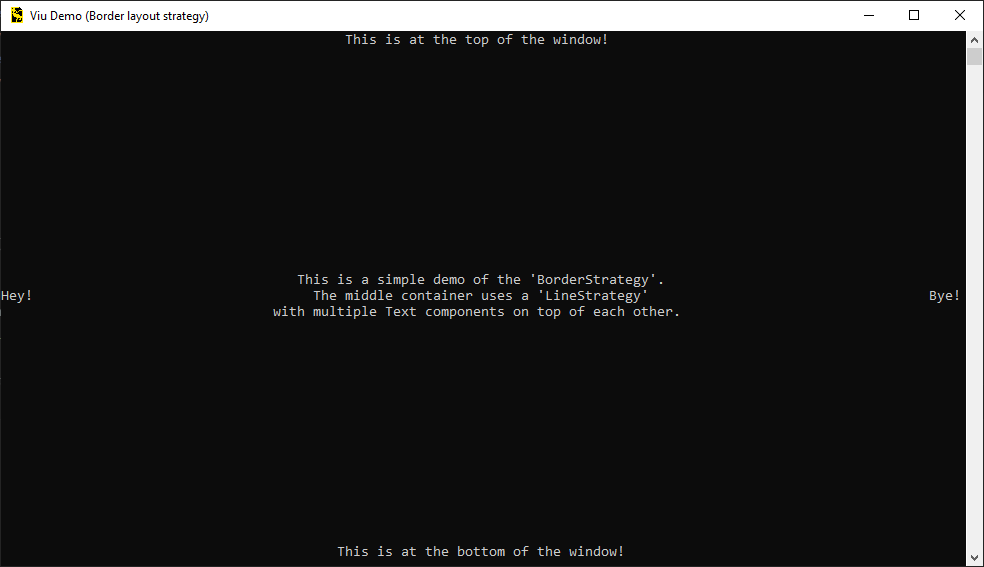 Viu Demo (Border layout strategy)
This is at the top of the window!
This is a simple demo of the 'BorderStrategy'.
Hey! The middle container uses a 'LineStrategy' Bye!
with multiple Text components on top of each other.
This is at the bottom of the window!